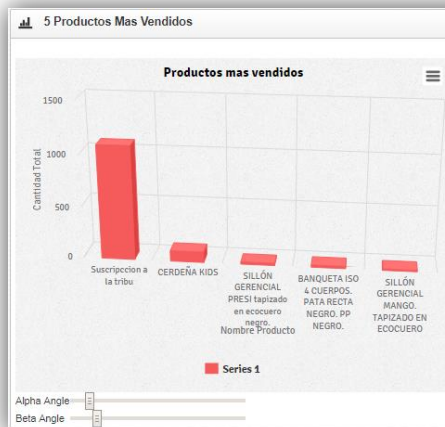 5 Productos Mas Vendidos
Productos mas vendidos
1500
1000
500
0
Cantidad Total
Suscripccion a
la tribu
CERDEÑA KIDS
SILLÓN
GERENCIAL
PRESI tapizado
en ecocuero
negro.
BANQUETA ISO
4 CUERPOS.
PATA RECTA
NEGRO. PP
NEGRO.
SILLÓN
GERENCIAL
MANGO.
TAPIZADO EN
ECOCUERO
Nombre Producto
Series 1
Alpha Angle
Beta Angle